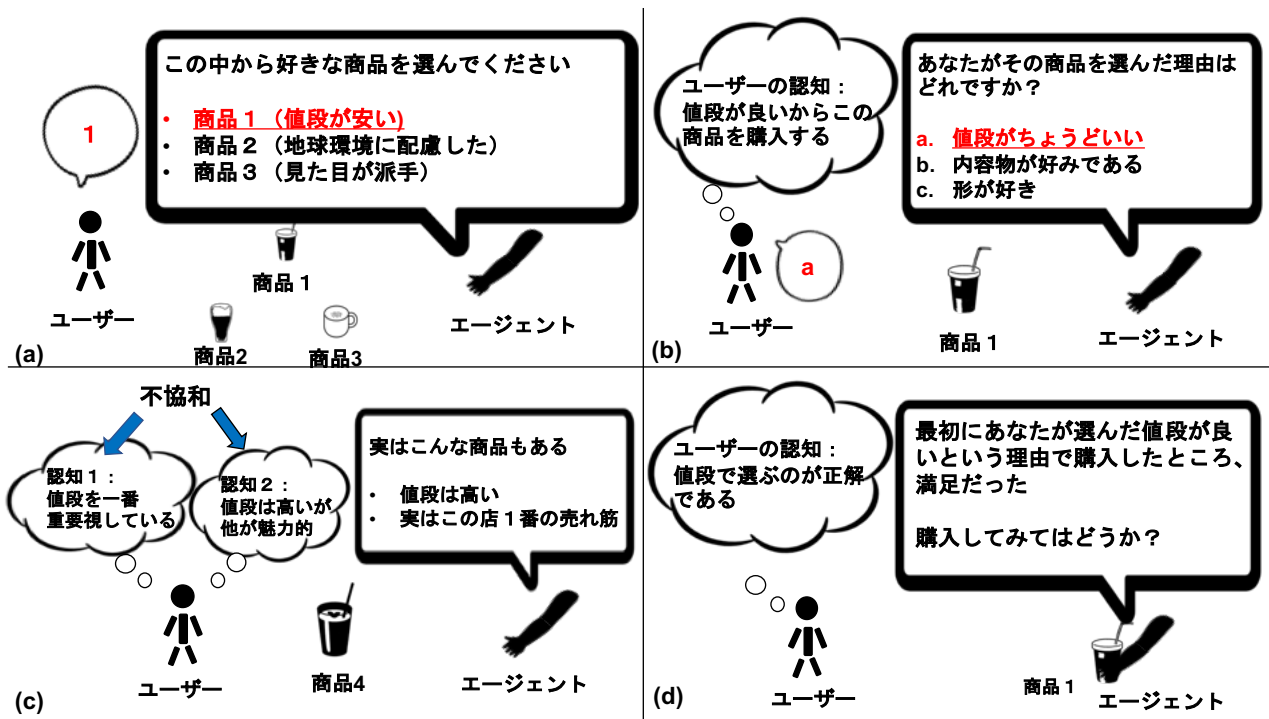 この中から好きな商品を選んでください
• 商品１（値段が安い)
• 商品２（地球環境に配慮した）
• 商品３（見た目が派手）
1
商品１
ユーザー
エージェント
商品2
商品3
(a)
ユーザーの認知：
値段が良いからこの
商品を購入する
あなたがその商品を選んだ理由は
どれですか？
a. 値段がちょうどいい
b. 内容物が好みである
c. 形が好き
a
ユーザー
商品１
エージェント
(b)
不協和
認知１：
値段を一番
重要視している
認知２：
値段は高いが
他が魅力的
実はこんな商品もある
• 値段は高い
• 実はこの店１番の売れ筋
ユーザー
商品4
エージェント
(c)
ユーザーの認知：
値段で選ぶのが正解
である
最初にあなたが選んだ値段が良
いという理由で購入したところ、
満足だった
購入してみてはどうか？
ユーザー
商品１
エージェント
(d)